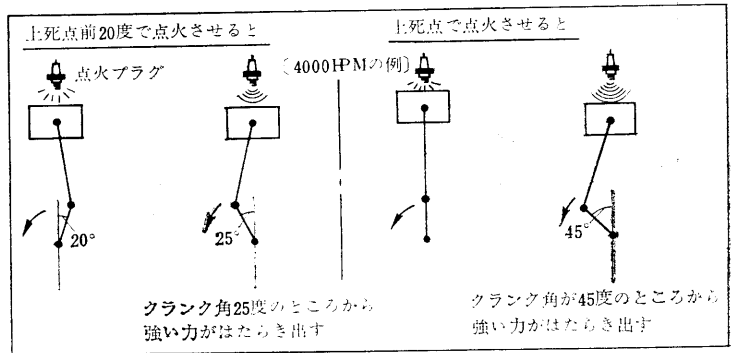 上死点前20度で点火させると
上死点で点火させると
点火プラグ
〔4000HPMの例〕
20°
25°
45°
クランク角25度のところから
強い力がはたらき出す
クランク角が45度のところから
強い力がはたらき出す